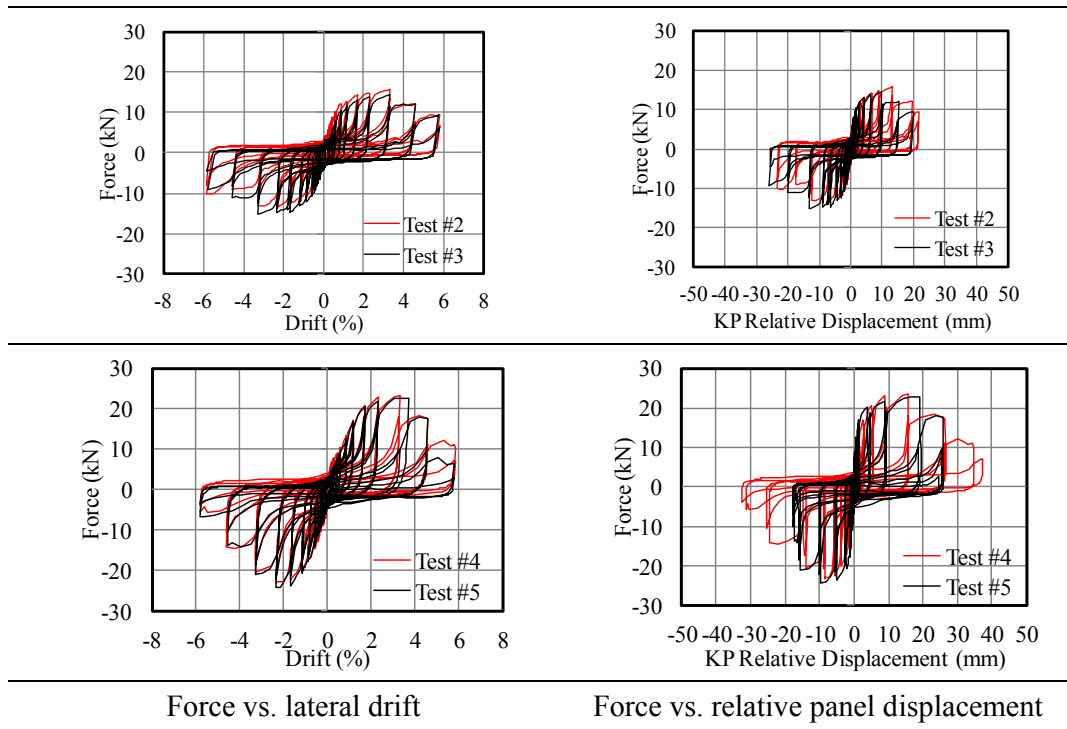 30
20
10
0
-10
-20
-30
Force (kN)
-8 -6 -4 -2 0 2 4 6 8
Drift (%)
Test #2
Test #3
30
20
10
0
-10
-20
-30
Force (kN)
-50 -40 -30 -20 -10 0 10 20 30 40 50
KP Relative Displacement (mm)
Test #2
Test #3
30
20
10
0
-10
-20
-30
Force (kN)
-8 -6 -4 -2 0 2 4 6 8
Drift (%)
Test #4
Test #5
30
20
10
0
-10
-20
-30
Force (kN)
-50 -40 -30 -20 -10 0 10 20 30 40 50
KP Relative Displacement (mm)
Test #4
Test #5
Force vs. lateral drift
Force vs. relative panel displacement